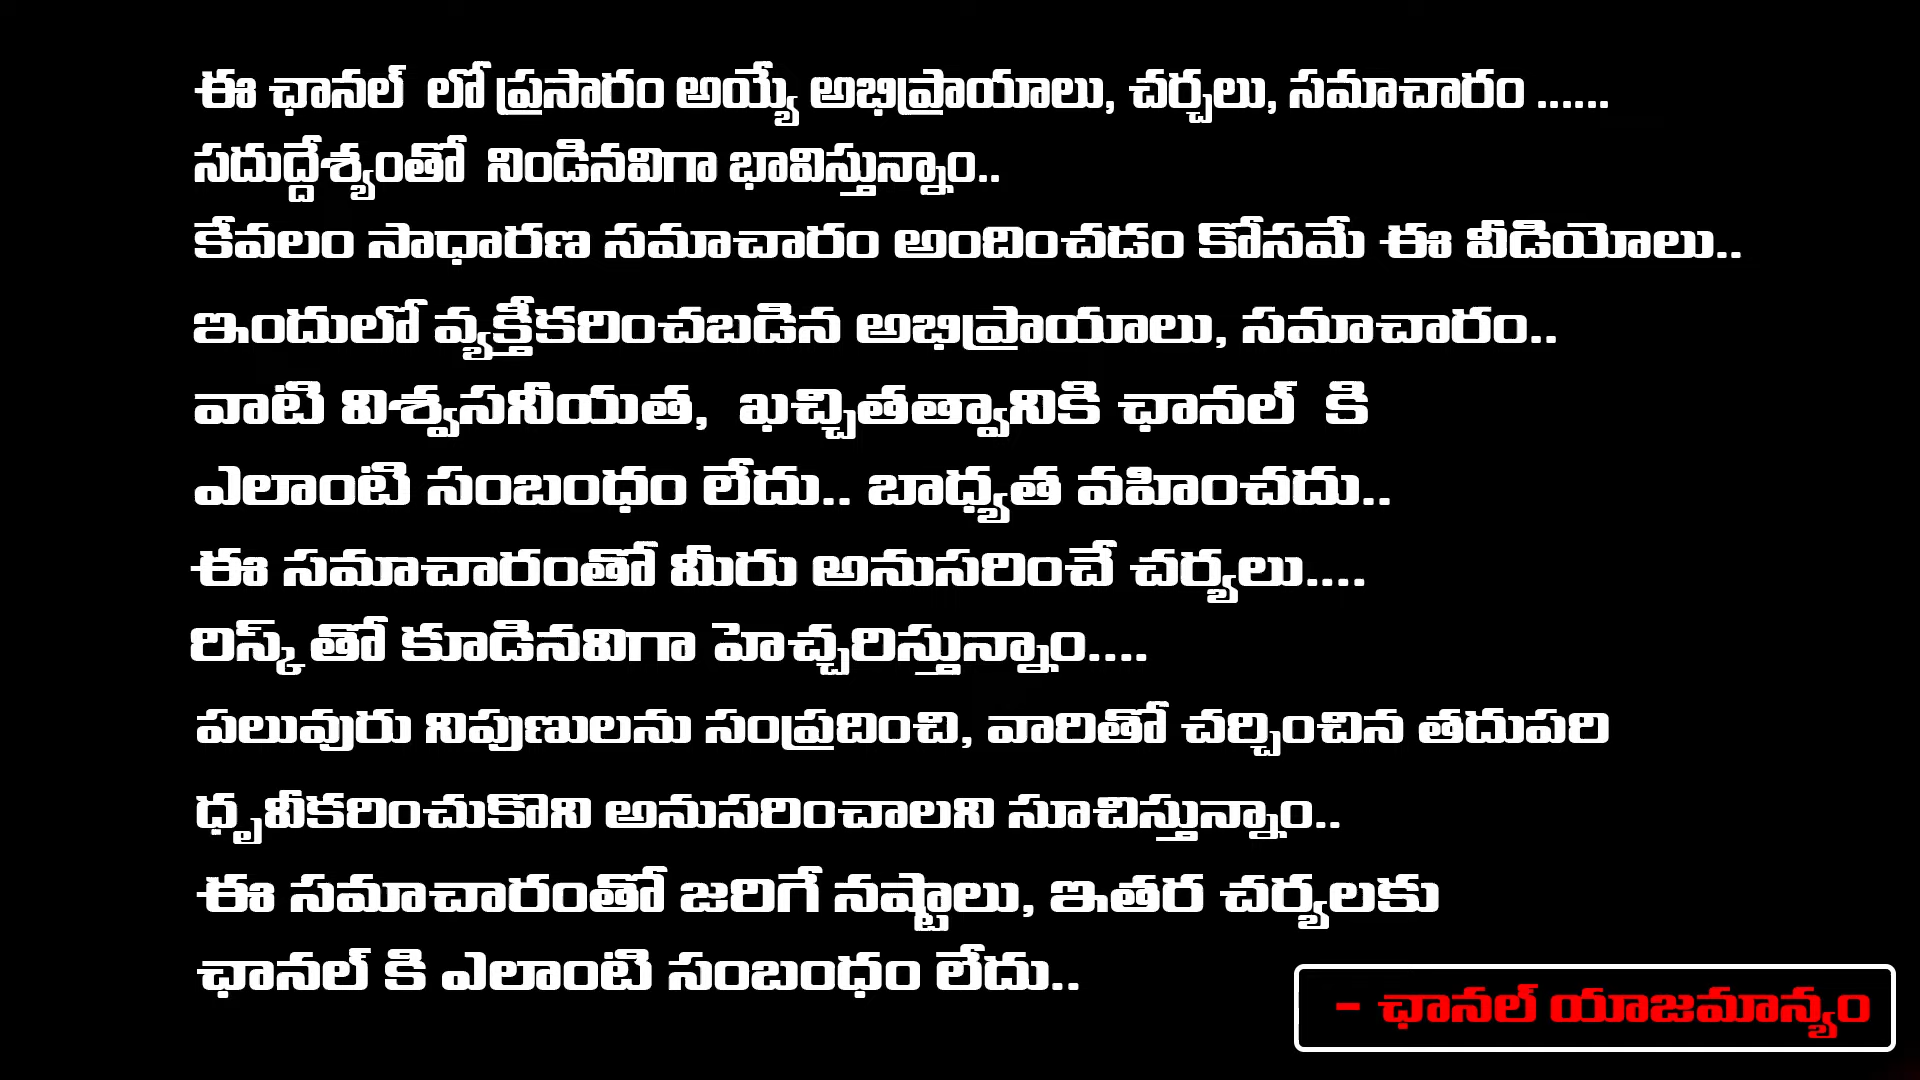 ఈ ఛానల్ లో ప్రసారం అయ్యే అభిప్రాయాలు, చర్చలు, సమాచారం ......
సదుద్దేశ్యంతో నిండినవిగా భావిస్తున్నాం..
కేవలం సాధారణ సమాచారం అందించడం కోసమే ఈ వీడియోలు..
ఇందులో వ్యక్తీకరించబడిన అభిప్రాయాలు, సమాచారం..
వాటి విశ్వసనీయత, ఖచ్చితత్వానికి ఛానల్ కి
ఎలాంటి సంబంధం లేదు.. బాధ్యత వహించదు..
ఈ సమాచారంతో మీరు అనుసరించే చర్యలు....
రిస్క్ తో కూడినవిగా హెచ్చరిస్తున్నాం....
పలువురు నిపుణులను సంప్రదించి, వారితో చర్చించిన తదుపరి
ధృవీకరించుకొని అనుసరించాలని సూచిస్తున్నాం..
ఈ సమాచారంతో జరిగే నష్టాలు, ఇతర చర్యలకు
ఛానల్ కి ఎలాంటి సంబంధం లేదు..
- ఛానల్ యాజమాన్యం